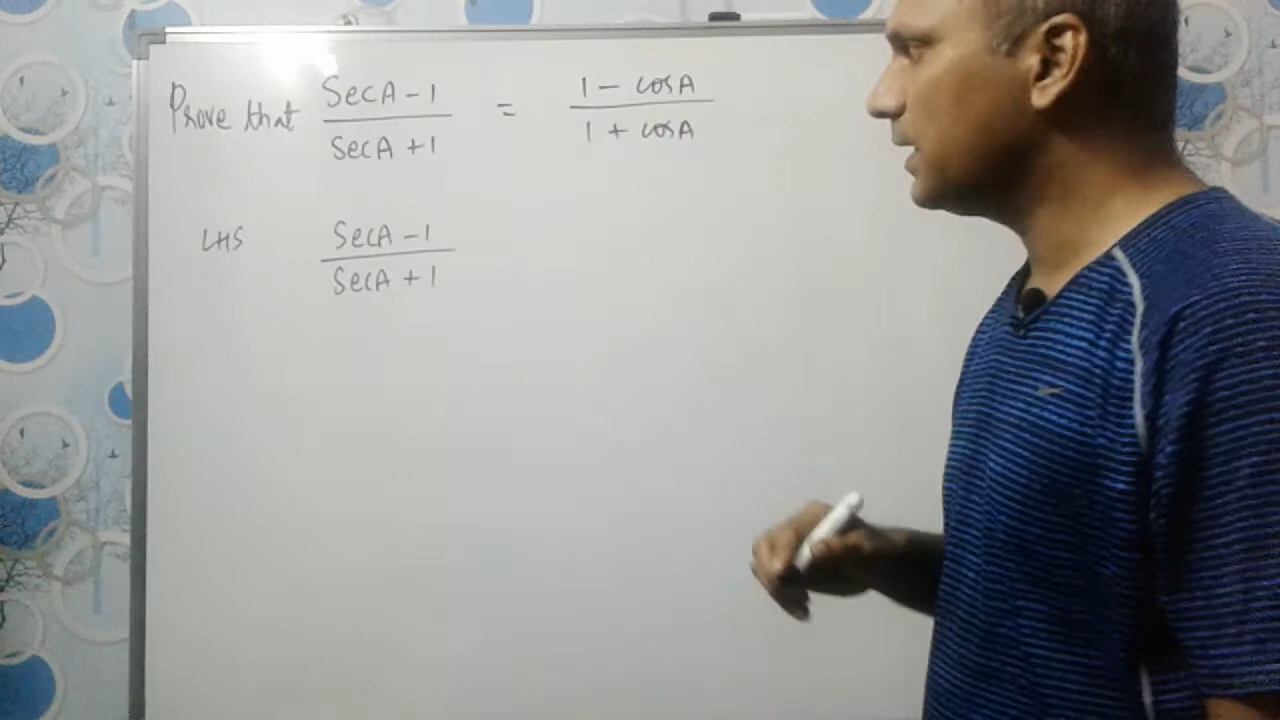 Prove that SecA - 1 / SecA + 1 = 1 - cosA / 1 + cosA
LHS SecA - 1 / SecA + 1